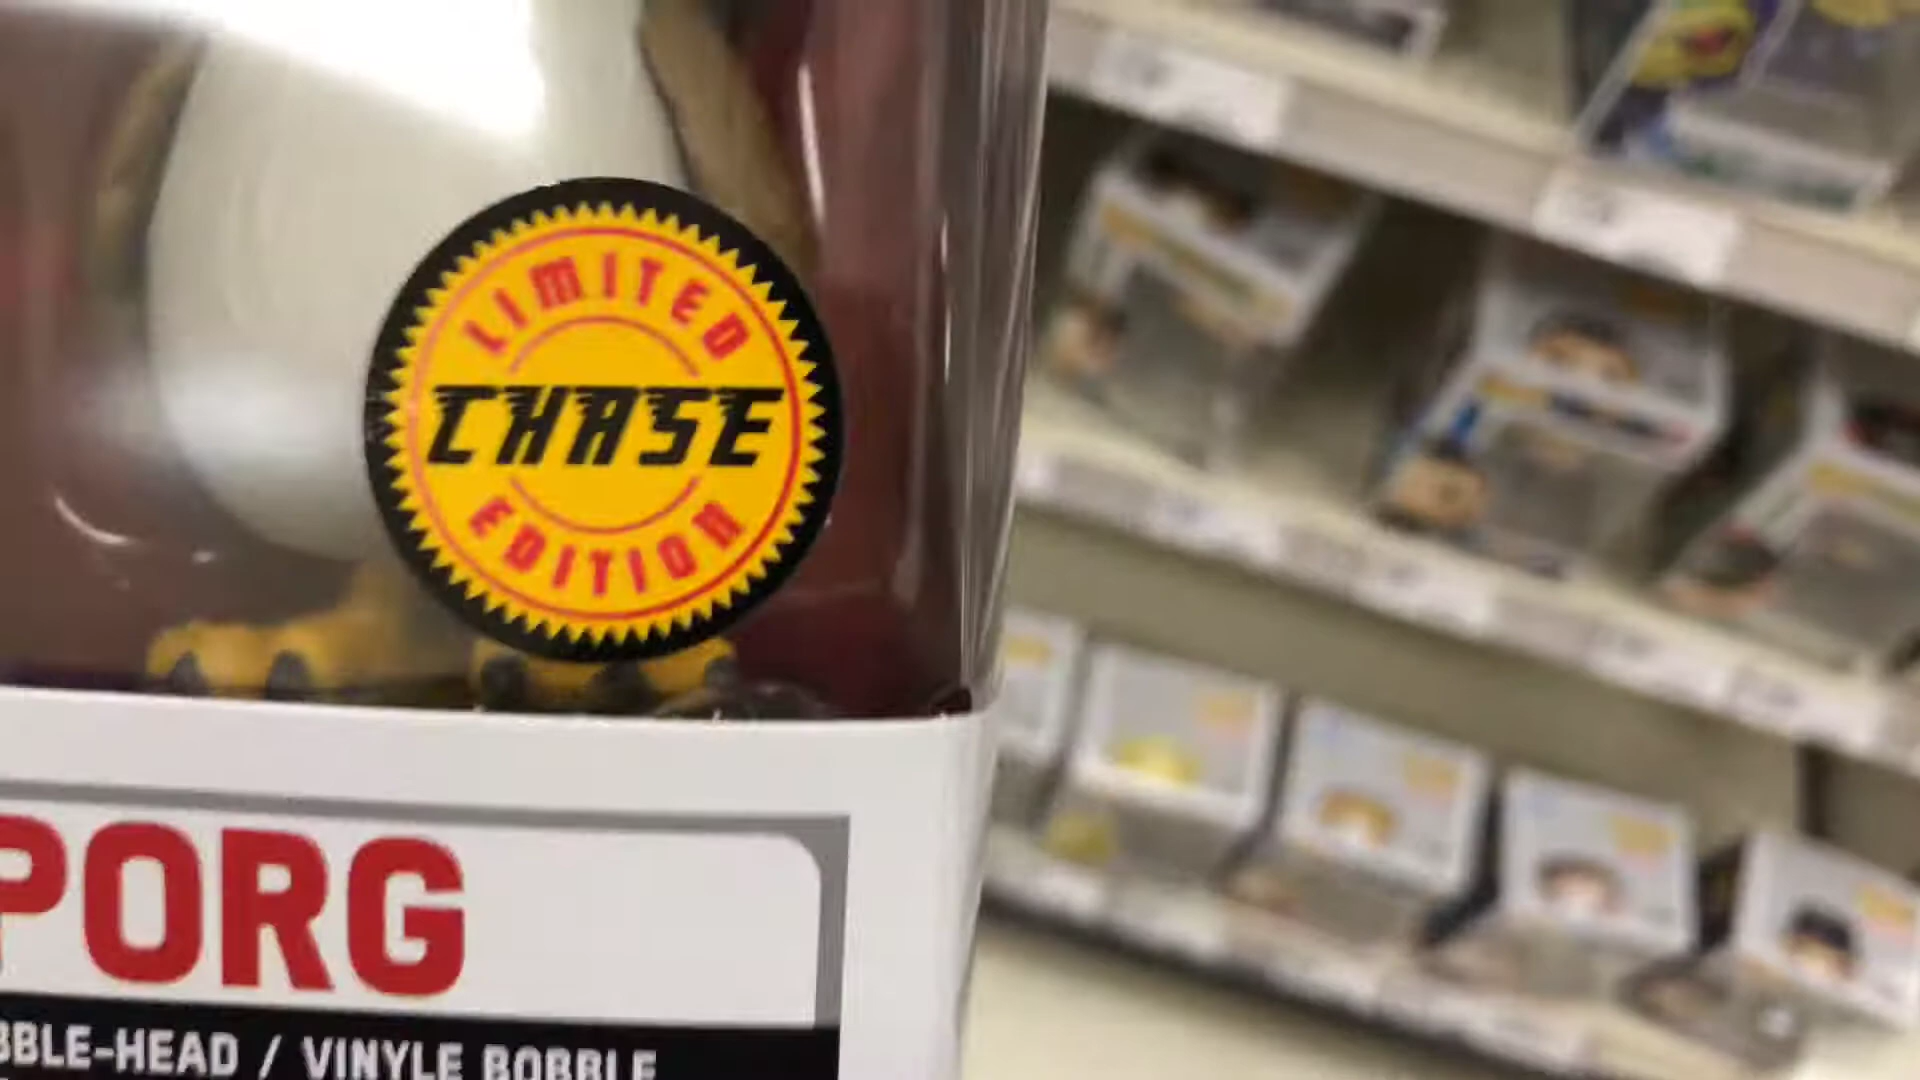 LIMITED
CHASE
EDITION
PORG
BBLE-HEAD / VINYLE BOBBLE